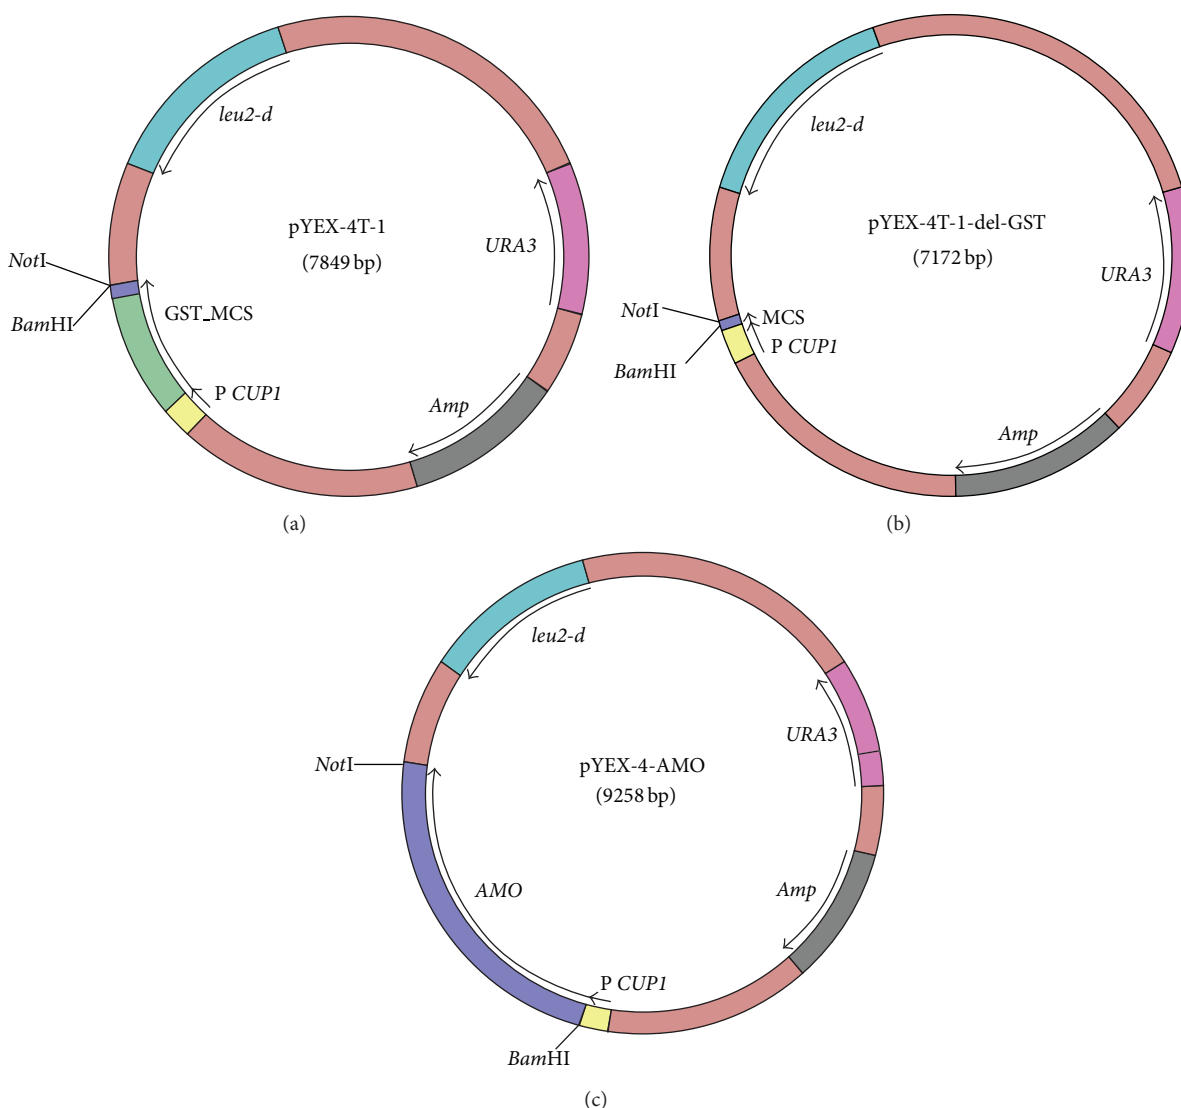 leu2-d
pYEX-4T-1
(7849 bp)
URA3
NotI
BamHI
GST_MCS
P CUP1
Amp
(a)
leu2-d
pYEX-4T-1-del-GST
(7172 bp)
URA3
NotI
MCS
P CUP1
BamHI
Amp
(b)
leu2-d
URA3
NotI
pYEX-4-AMO
(9258 bp)
AMO
Amp
P CUP1
BamHI
(c)